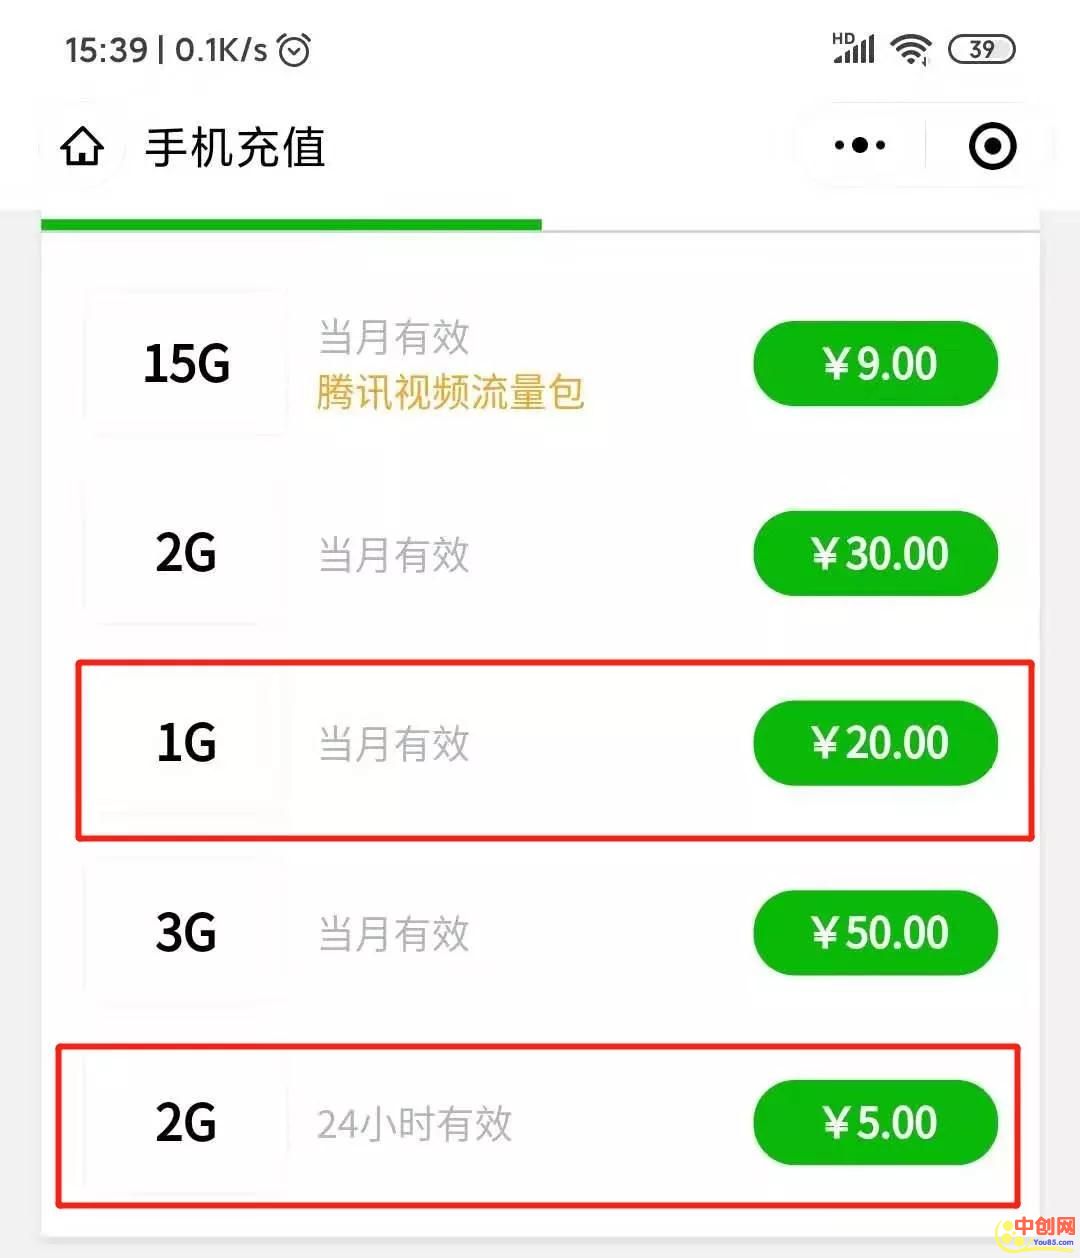 15:39 | 0.1K/s
HD
39
手机充值
15G
当月有效
腾讯视频流量包
¥9.00
2G
当月有效
¥30.00
1G
当月有效
¥20.00
3G
当月有效
¥50.00
2G
24小时有效
¥5.00
中创网
You85.com